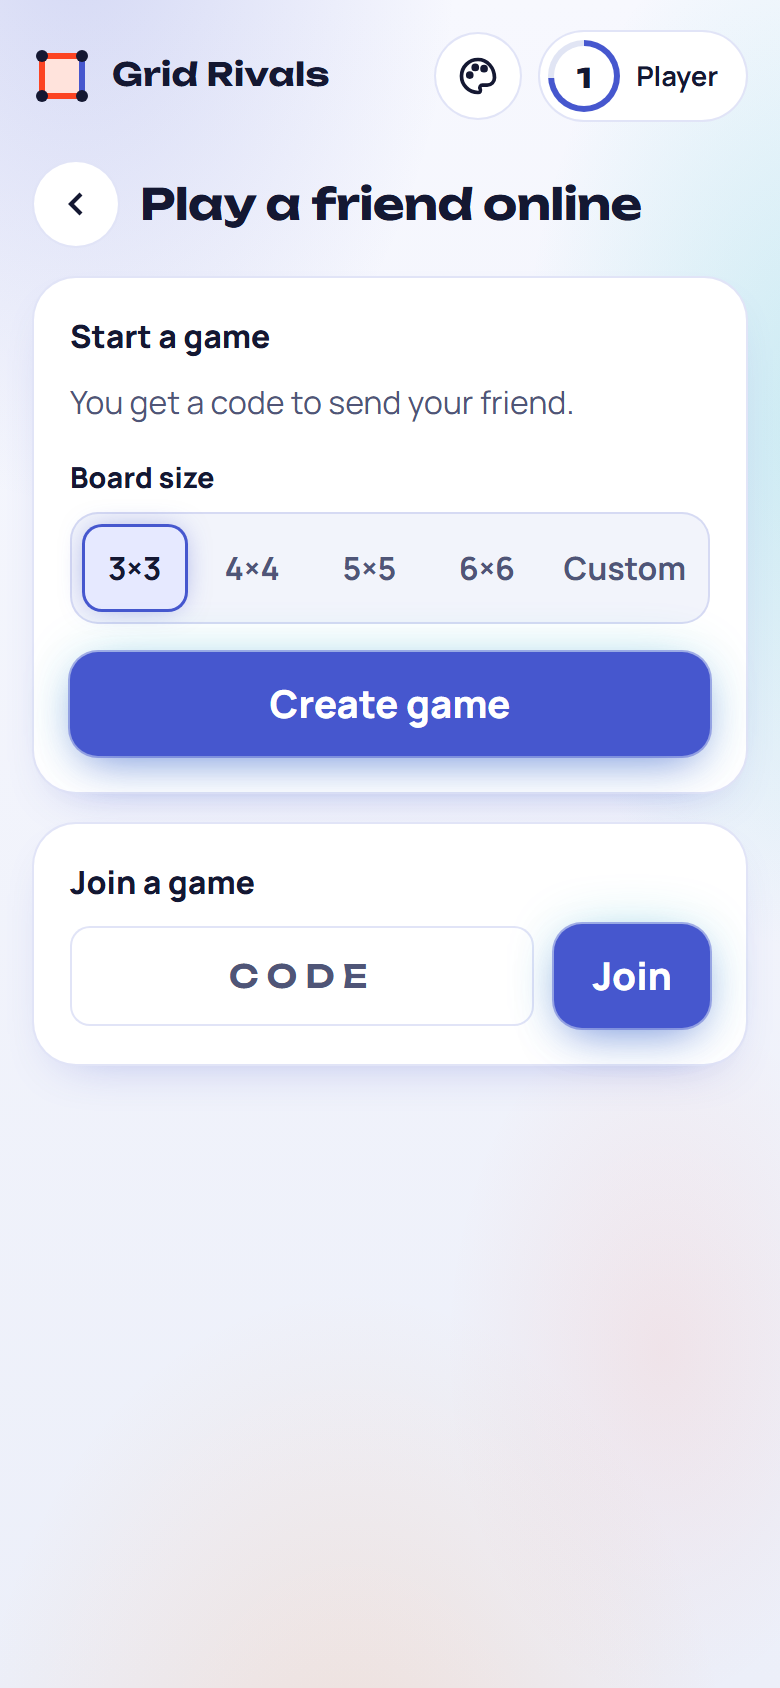 Grid Rivals
1 Player
Play a friend online
Start a game
You get a code to send your friend.
Board size
3×3 4×4 5×5 6×6 Custom
Create game
Join a game
CODE Join